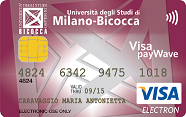 Università degli Studi di
Milano-Bicocca
BICOCCA
Visa
payWave
4824 6342 9475 1560
4824
VALID
THRU 09/15
CARAVAGGIO MARIA ANTONIETTA
ELECTRONIC USE ONLY
VISA
ELECTRON